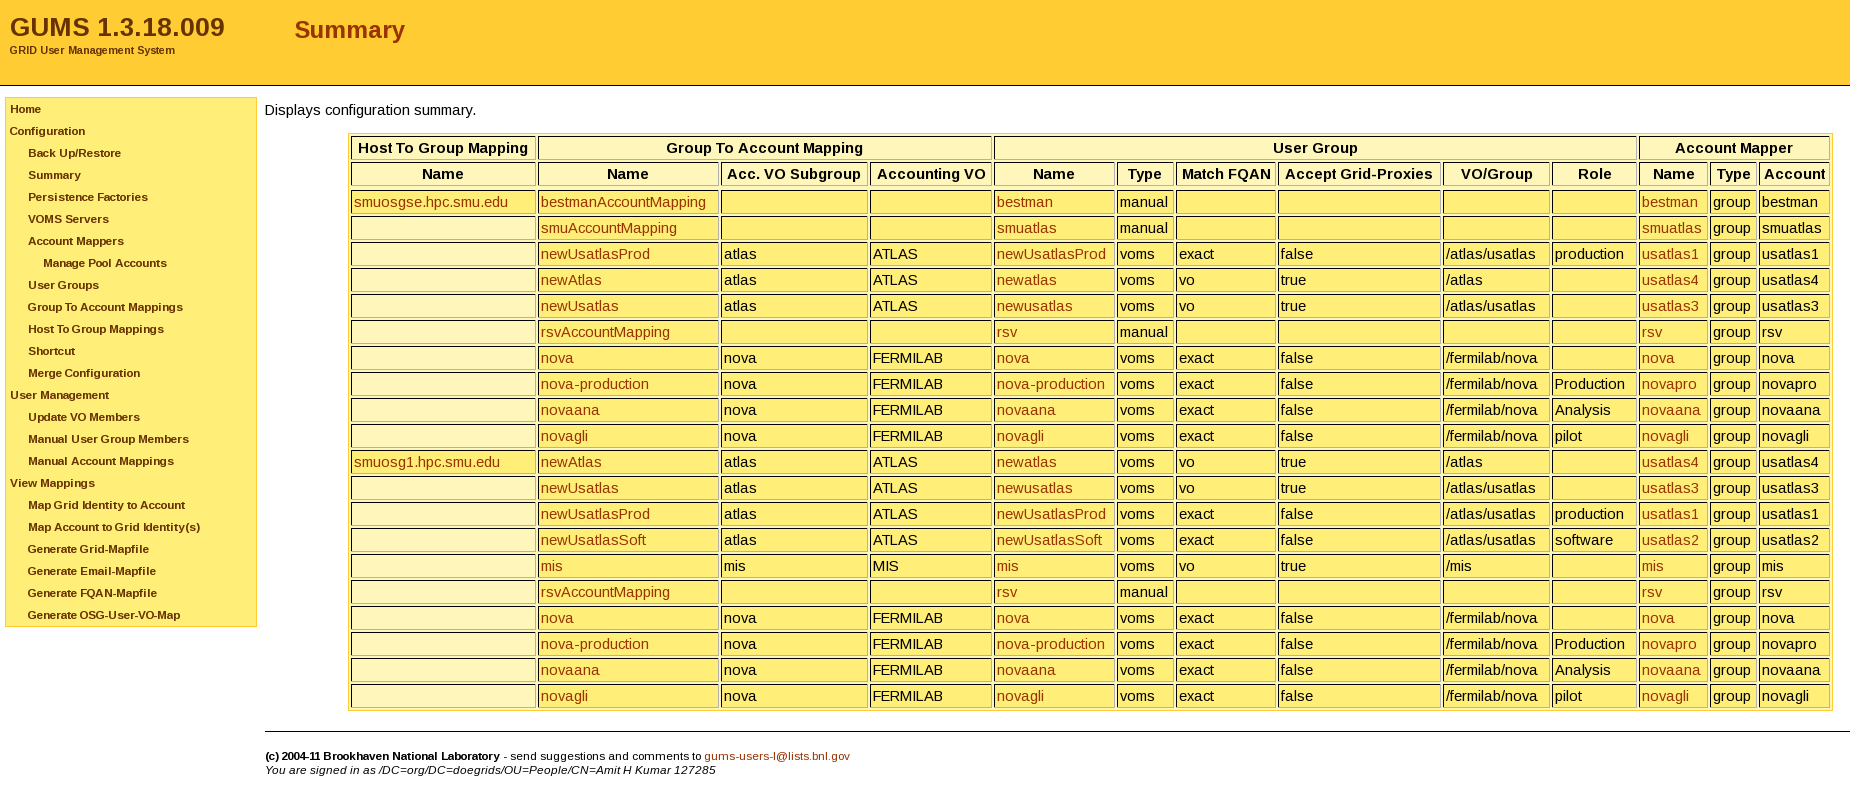 GUMS 1.3.18.009
GRID User Management System
Summary
Home
Configuration
Back Up/Restore
Summary
Persistence Factories
VOMS Servers
Account Mappers
Manage Pool Accounts
User Groups
Group To Account Mappings
Host To Group Mappings
Shortcut
Merge Configuration
User Management
Update VO Members
Manual User Group Members
Manual Account Mappings
View Mappings
Map Grid Identity to Account
Map Account to Grid Identity(s)
Generate Grid-Mapfile
Generate Email-Mapfile
Generate FQAN-Mapfile
Generate OSG-User-VO-Map
Displays configuration summary.
Host To Group Mapping Group To Account Mapping User Group Account Mapper
Name Name Acc. VO Subgroup Accounting VO Name Type Match FQAN Accept Grid-Proxies VO/Group Role Name Type Account
smuosgse.hpc.smu.edu bestmanAccountMapping bestman manual bestman group bestman
smuAccountMapping smuatlas manual smuatlas group smuatlas
newUsatlasProd atlas ATLAS newUsatlasProd voms exact false /atlas/usatlas production usatlas1 group usatlas1
newAtlas atlas ATLAS newatlas voms vo true /atlas usatlas4 group usatlas4
newUsatlas atlas ATLAS newusatlas voms vo true /atlas/usatlas usatlas3 group usatlas3
rsvAccountMapping rsv manual rsv group rsv
nova nova FERMILAB nova voms exact false /fermilab/nova nova group nova
nova-production nova FERMILAB nova-production voms exact false /fermilab/nova Production novapro group novapro
novaana nova FERMILAB novaana voms exact false /fermilab/nova Analysis novaana group novaana
novagli nova FERMILAB novagli voms exact false /fermilab/nova pilot novagli group novagli
smuosg1.hpc.smu.edu newAtlas atlas ATLAS newatlas voms vo true /atlas usatlas4 group usatlas4
newUsatlas atlas ATLAS newusatlas voms vo true /atlas/usatlas usatlas3 group usatlas3
newUsatlasProd atlas ATLAS newUsatlasProd voms exact false /atlas/usatlas production usatlas1 group usatlas1
newUsatlasSoft atlas ATLAS newUsatlasSoft voms exact false /atlas/usatlas software usatlas2 group usatlas2
mis mis MIS mis voms vo true /mis mis group mis
rsvAccountMapping rsv manual rsv group rsv
nova nova FERMILAB nova voms exact false /fermilab/nova nova group nova
nova-production nova FERMILAB nova-production voms exact false /fermilab/nova Production novapro group novapro
novaana nova FERMILAB novaana voms exact false /fermilab/nova Analysis novaana group novaana
novagli nova FERMILAB novagli voms exact false /fermilab/nova pilot novagli group novagli
(c) 2004-11 Brookhaven National Laboratory - send suggestions and comments to gums-users-l@lists.bnl.gov
You are signed in as /DC=org/DC=doegrids/OU=People/CN=Amit H Kumar 127285